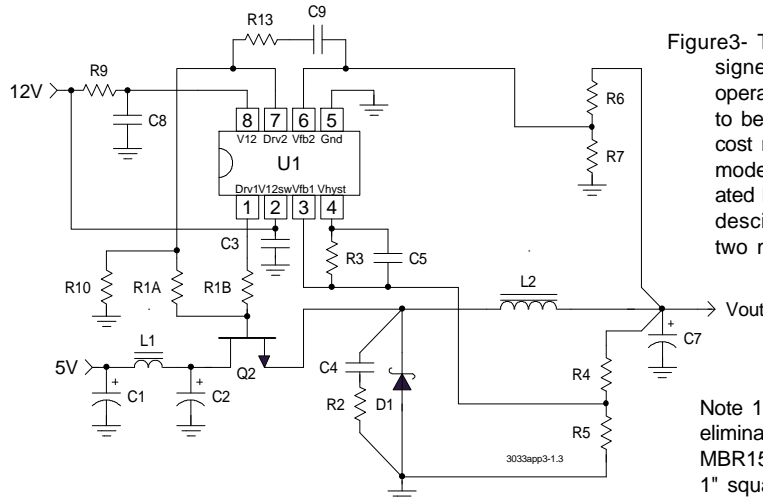 C9
R13
Figure3- T
signe
R9
R6
opera
12V
to be
C8
8 7 6 5
V12 Drv2 Vfb2 Gnd
cost r
R7
mode
U1
ated
Drv1 V12sw Vfb1 Vhyst
desci
1 2 3 4
two r
C3
R3 C5
R10 R1A R1B
L2
Vout
L1
+
C7
5V
Q2
C4
R4
+ C1
+ C2
R2 D1
Note 1
elimina
R5
MBR15
3033app3-1.3
1" squa